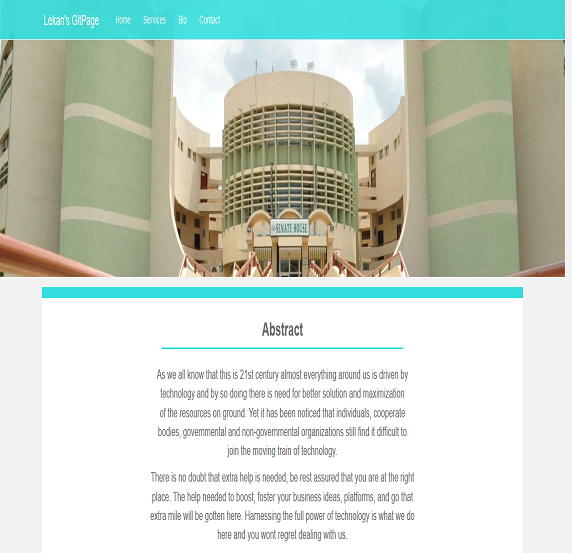 Lekan's GitPage Home Services Bio Contact
SENATE HOUSE
Abstract
As we all know that this is 21st century almost everything around us is driven by
technology and by so doing there is need for better solution and maximization
of the resources on ground. Yet it has been noticed that individuals, cooperate
bodies, governmental and non-governmental organizations still find it difficult to
join the moving train of technology.
There is no doubt that extra help is needed, be rest assured that you are at the right
place. The help needed to boost, foster your business ideas, platforms, and go that
extra mile will be gotten here. Harnessing the full power of technology is what we do
here and you wont regret dealing with us.